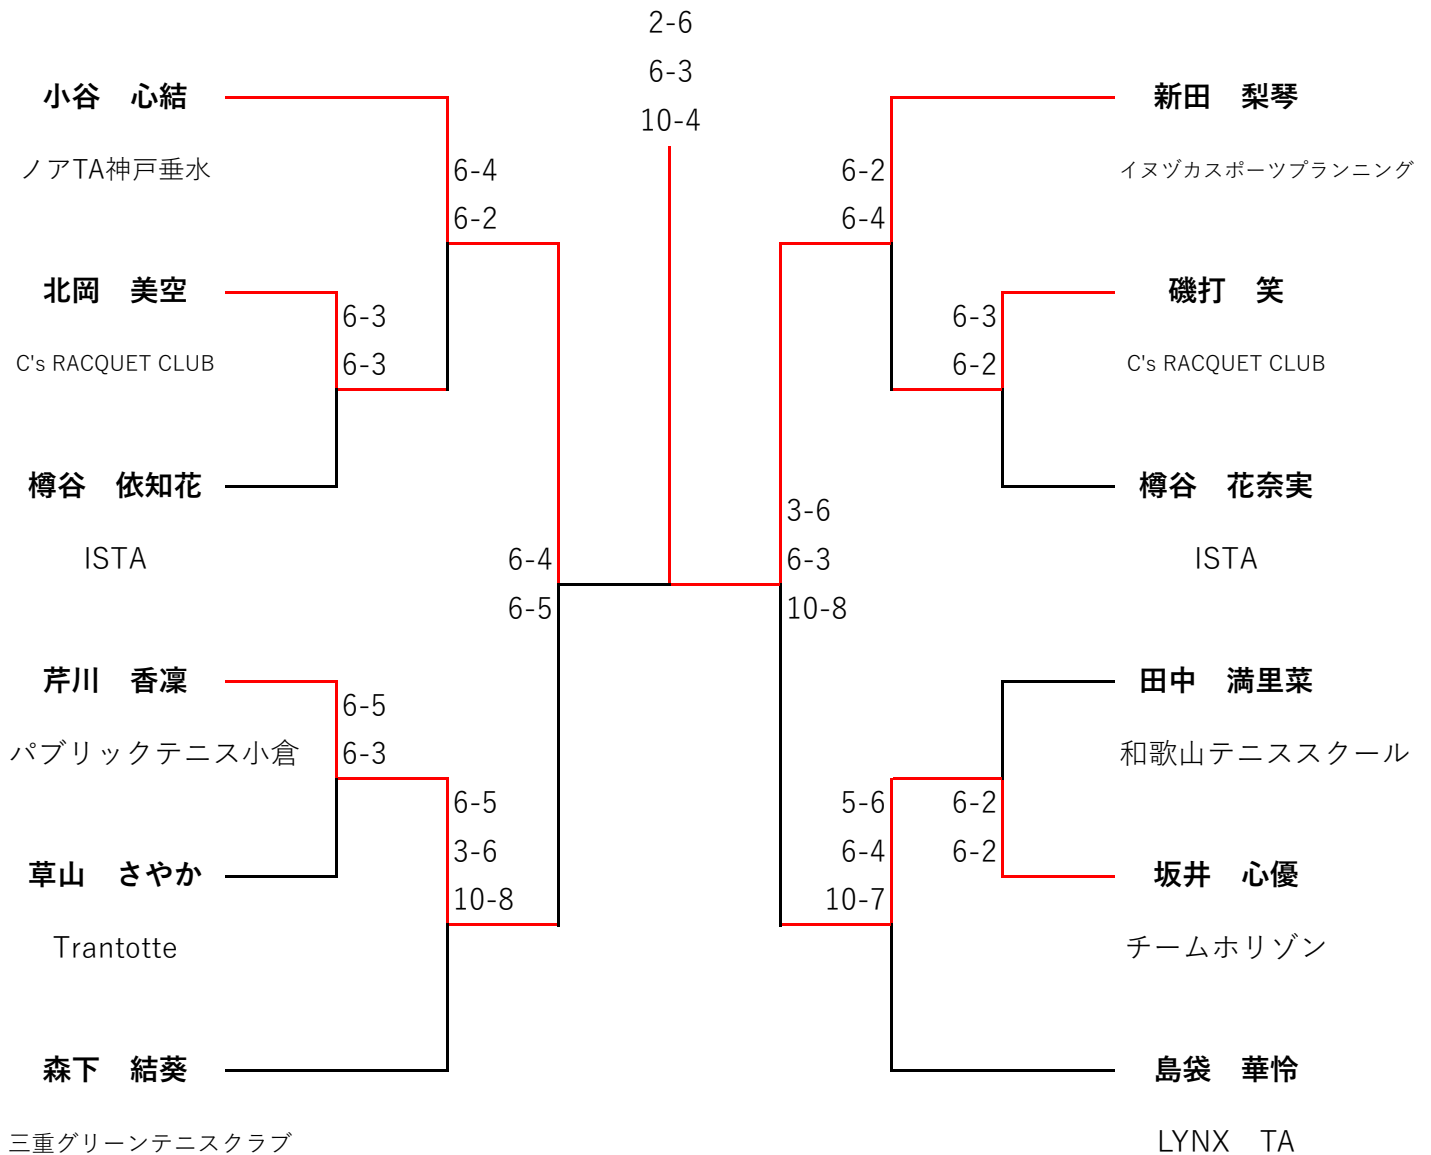 2-6
6-3
10-4
小谷　心結
ノアTA神戸垂水
6-4
6-2
北岡　美空
C's RACQUET CLUB
6-3
6-3
樽谷　依知花
ISTA
6-4
6-5
芹川　香凜
パブリックテニス小倉
6-5
6-3
草山　さやか
Trantotte
6-5
3-6
10-8
森下　結葵
三重グリーンテニスクラブ
新田　梨琴
イヌヅカスポーツプランニング
6-2
6-4
磯打　笑
C's RACQUET CLUB
6-3
6-2
樽谷　花奈実
ISTA
3-6
6-3
10-8
田中　満里菜
和歌山テニススクール
6-2
6-2
坂井　心優
チームホリゾン
5-6
6-4
10-7
島袋　華怜
LYNX　TA